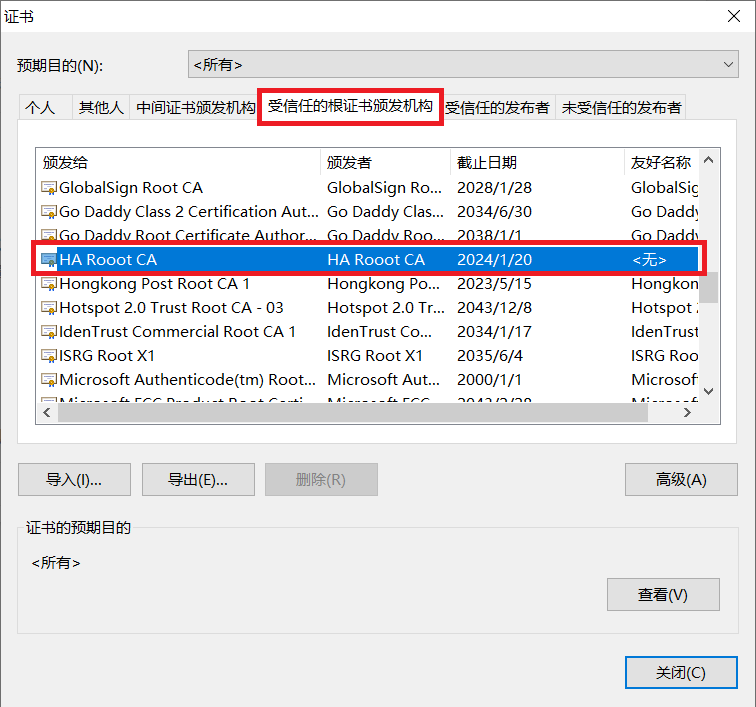 证书
预期目的(N): <所有>
个人 其他人 中间证书颁发机构 受信任的根证书颁发机构 受信任的发布者 未受信任的发布者
颁发给 颁发者 截止日期 友好名称
GlobalSign Root CA GlobalSign Ro... 2028/1/28 GlobalSig
Go Daddy Class 2 Certification Aut... Go Daddy Clas... 2034/6/30 Go Daddy
Go Daddy Root Certificate Author... Go Daddy Roo... 2038/1/1 Go Daddy
HA Rooot CA HA Rooot CA 2024/1/20 <无>
Hongkong Post Root CA 1 Hongkong Po... 2023/5/15 Hongkon
Hotspot 2.0 Trust Root CA - 03 Hotspot 2.0 Tr... 2043/12/8 Hotspot
IdenTrust Commercial Root CA 1 IdenTrust Co... 2034/1/17 IdenTrust
ISRG Root X1 ISRG Root X1 2035/6/4 ISRG Roo
Microsoft Authenticode(tm) Root... Microsoft Aut... 2000/1/1 Microsof
导入(I)... 导出(E)... 删除(R) 高级(A)
证书的预期目的
<所有>
查看(V)
关闭(C)